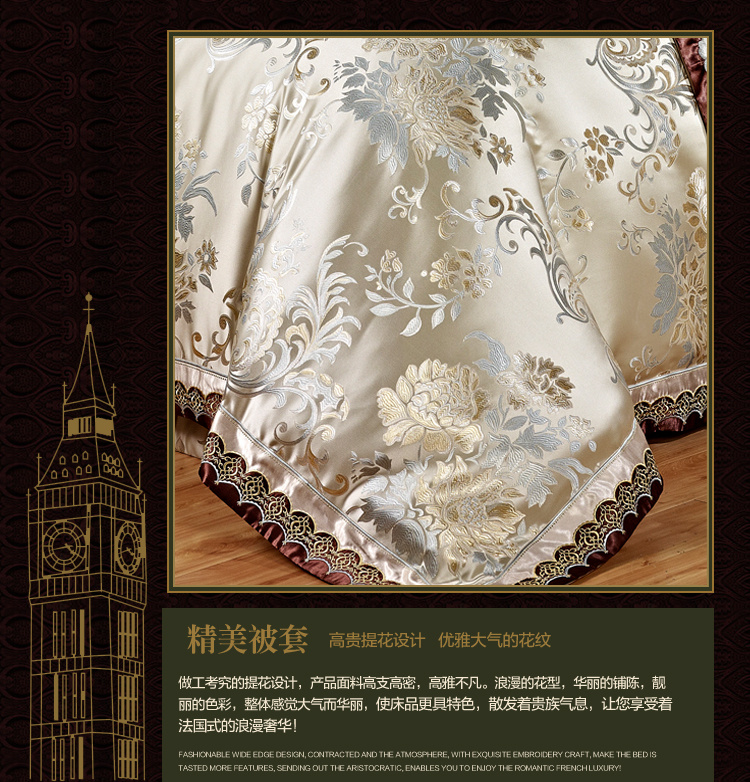 精美被套 高贵提花设计 优雅大气的花纹
做工考究的提花设计，产品面料高支高密，高雅不凡。浪漫的花型，华丽的铺陈，靓
丽的色彩，整体感觉大气而华丽，使床品更具特色，散发着贵族气息，让您享受着
法国式的浪漫奢华！
FASHIONABLE WIDE EDGE DESIGN, CONTRACTED AND THE ATMOSPHERE, WITH EXQUISITE EMBROIDERY CRAFT, MAKE THE BED IS
TASTED MORE FEATURES, SENDING OUT THE ARISTOCRATIC, ENABLES YOU TO ENJOY THE ROMANTIC FRENCH LUXURY!